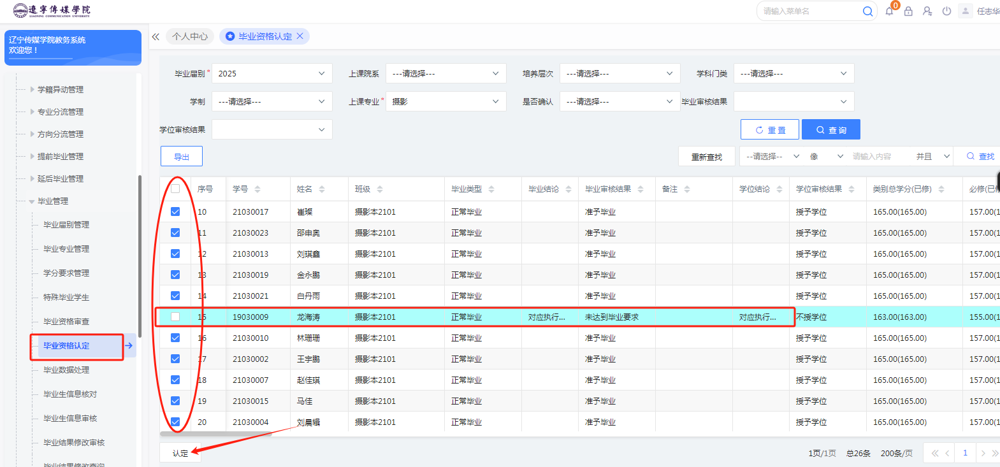 遼寧傳媒學院
LIAONING COMMUNICATION UNIVERSITY
请输入菜单名
0
任志华
辽宁传媒学院教务系统
欢迎您！
个人中心
毕业资格认定
学籍异动管理
专业分流管理
方向分流管理
提前毕业管理
延后毕业管理
毕业管理
毕业届别管理
毕业专业管理
学分要求管理
特殊毕业学生
毕业资格审查
毕业资格认定
毕业数据处理
毕业生信息核对
毕业生信息审核
毕业结果修改审核
毕业结果修改查询
毕业届别* 2025 上课院系 ---请选择--- 培养层次 ---请选择--- 学科门类 ---请选择---
学制 ---请选择--- 上课专业* 摄影 是否确认 ---请选择--- 毕业审核结果
学位审核结果 重置 查询
导出 重新查找 --请选择-- 像 请输入内容 并且 查找
序号 学号 姓名 班级 毕业类型 毕业结论 毕业审核结果 备注 学位结论 学位审核结果 类别总学分(已修) 必修(已修
10 21030017 崔璨 摄影本2101 正常毕业 准予毕业 授予学位 165.00(165.00) 157.00(1
11 21030023 邵申奥 摄影本2101 正常毕业 准予毕业 授予学位 165.00(165.00) 157.00(1
12 21030013 刘琪鑫 摄影本2101 正常毕业 准予毕业 授予学位 165.00(165.00) 157.00(1
13 21030019 金永鹏 摄影本2101 正常毕业 准予毕业 授予学位 165.00(165.00) 157.00(1
14 21030021 白丹雨 摄影本2101 正常毕业 准予毕业 授予学位 165.00(165.00) 157.00(1
15 19030009 龙海涛 摄影本2101 正常毕业 对应执行... 未达到毕业要求 对应执行... 不授学位 163.00(163.00) 155.00(1
16 21030010 林珊珊 摄影本2101 正常毕业 准予毕业 授予学位 165.00(165.00) 157.00(1
17 21030002 王宇鹏 摄影本2101 正常毕业 准予毕业 授予学位 165.00(165.00) 157.00(1
18 21030007 赵佳琪 摄影本2101 正常毕业 准予毕业 授予学位 165.00(165.00) 157.00(1
19 21030015 马佳 摄影本2101 正常毕业 准予毕业 授予学位 165.00(165.00) 157.00(1
20 21030004 刘晨辑 摄影本2101 正常毕业 准予毕业 授予学位 165.00(165.00) 157.00(1
认定 1页/1页 总26条 200条/页 1